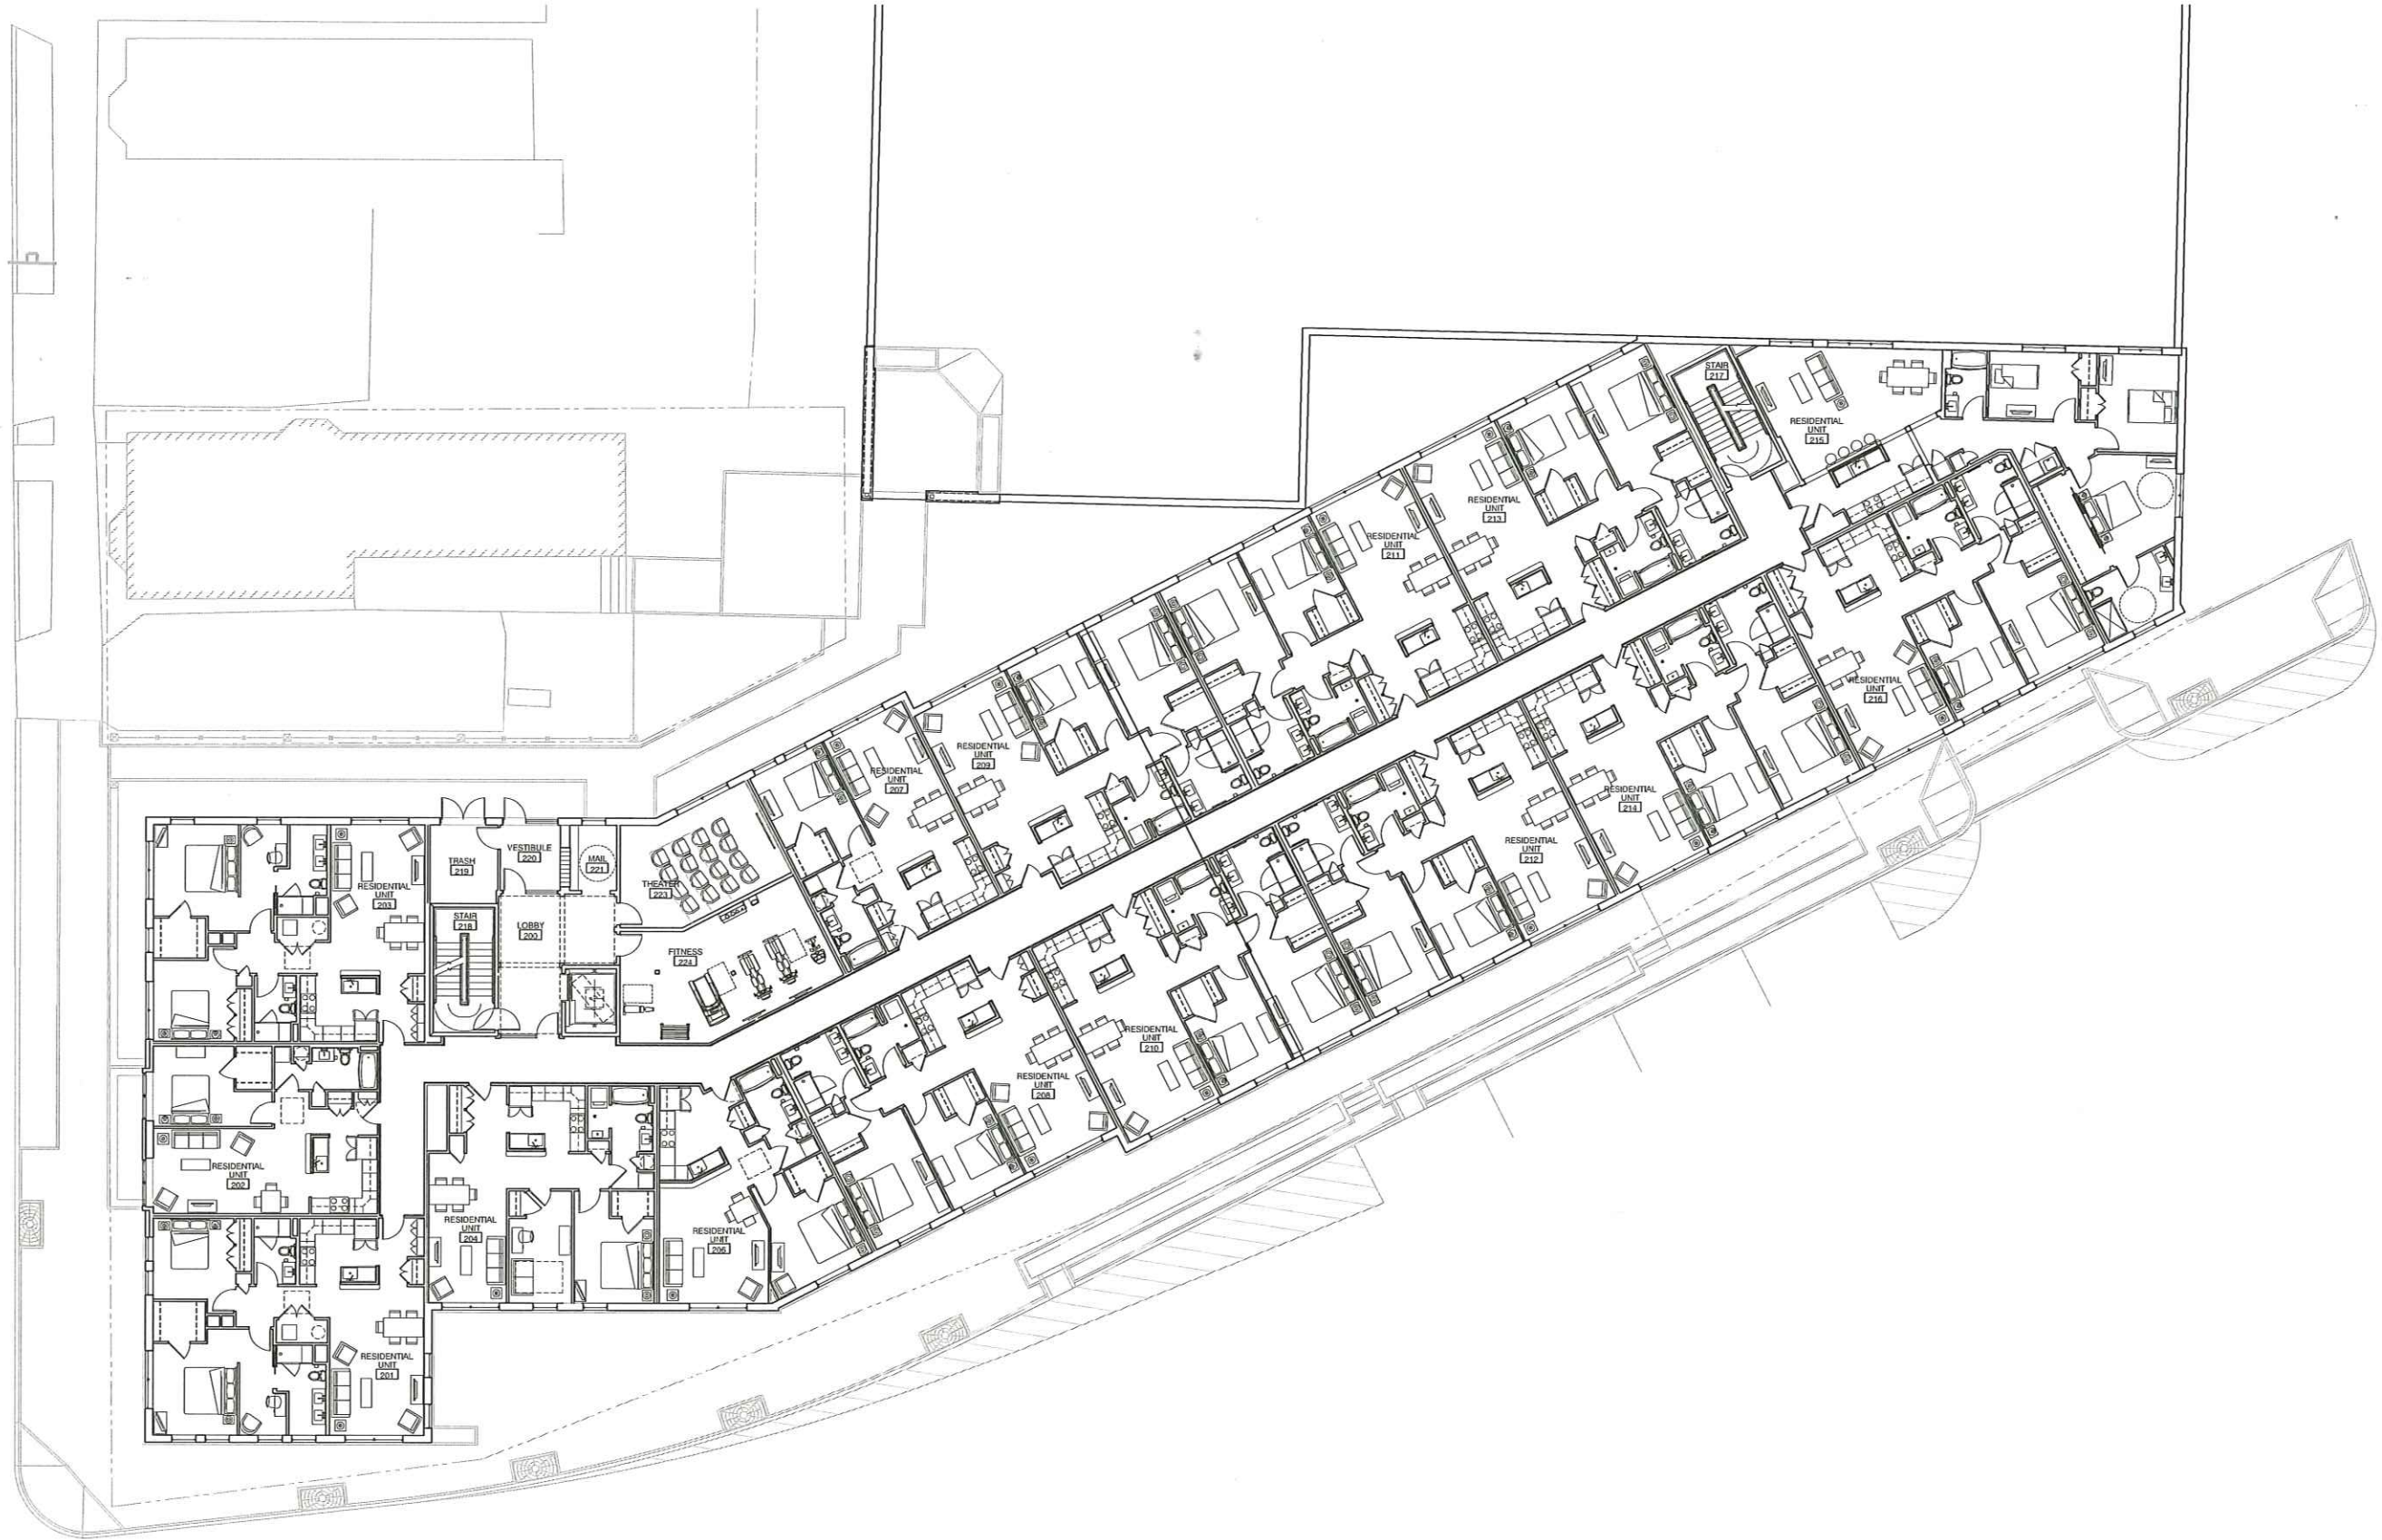 STAIR
217
RESIDENTIAL
UNIT
215
RESIDENTIAL
UNIT
213
RESIDENTIAL
UNIT
211
RESIDENTIAL
UNIT
216
RESIDENTIAL
UNIT
209
RESIDENTIAL
UNIT
207
RESIDENTIAL
UNIT
214
RESIDENTIAL
UNIT
212
VESTIBULE
220
TRASH
219
MAIL
221
THEATER
223
RESIDENTIAL
UNIT
203
STAIR
218
LOBBY
200
FITNESS
224
RESIDENTIAL
UNIT
210
RESIDENTIAL
UNIT
208
RESIDENTIAL
UNIT
202
RESIDENTIAL
UNIT
204
RESIDENTIAL
UNIT
206
RESIDENTIAL
UNIT
201